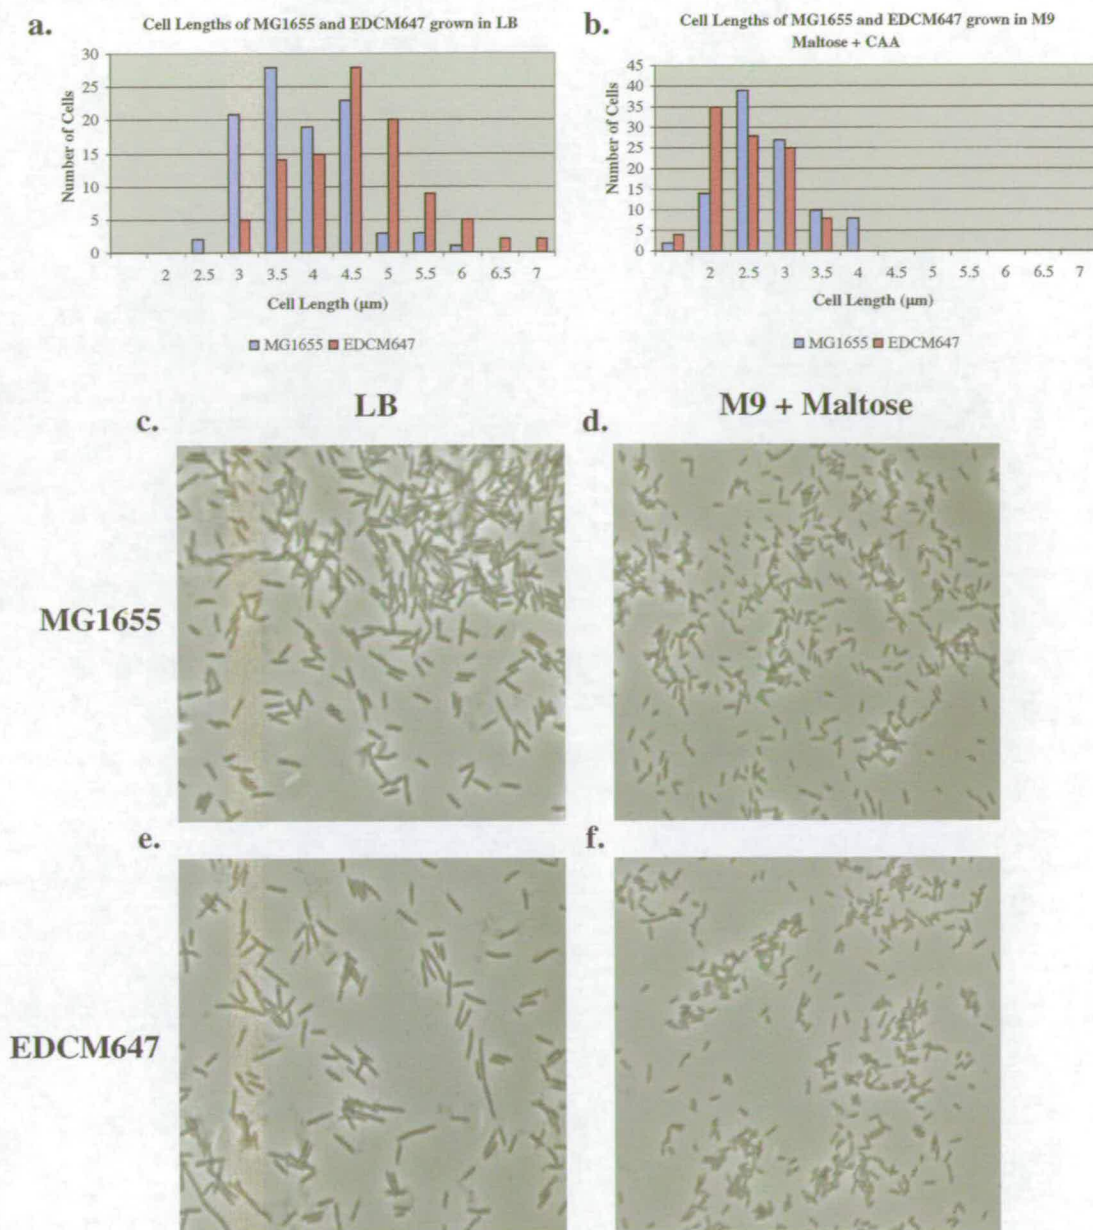 a.
Cell Lengths of MG1655 and EDCM647 grown in LB
Number of Cells
30
25
20
15
10
5
0
2 2.5 3 3.5 4 4.5 5 5.5 6 6.5 7
Cell Length (µm)
MG1655 EDCM647
b.
Cell Lengths of MG1655 and EDCM647 grown in M9
Maltose + CAA
Number of Cells
45
40
35
30
25
20
15
10
5
0
2 2.5 3 3.5 4 4.5 5 5.5 6 6.5 7
Cell Length (µm)
MG1655 EDCM647
LB
M9 + Maltose
c.
d.
MG1655
e.
f.
EDCM647